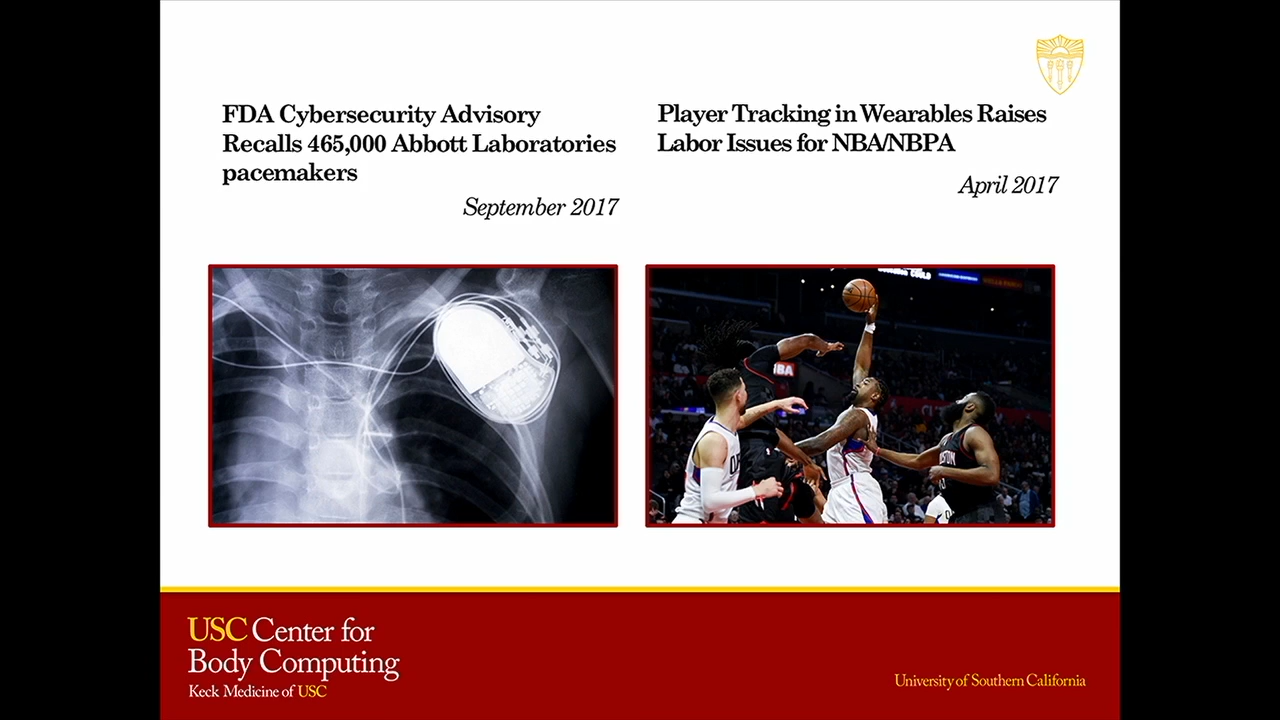 FDA Cybersecurity Advisory
Recalls 465,000 Abbott Laboratories
pacemakers
September 2017
Player Tracking in Wearables Raises
Labor Issues for NBA/NBPA
April 2017
NBA
USC Center for
Body Computing
Keck Medicine of USC
University of Southern California